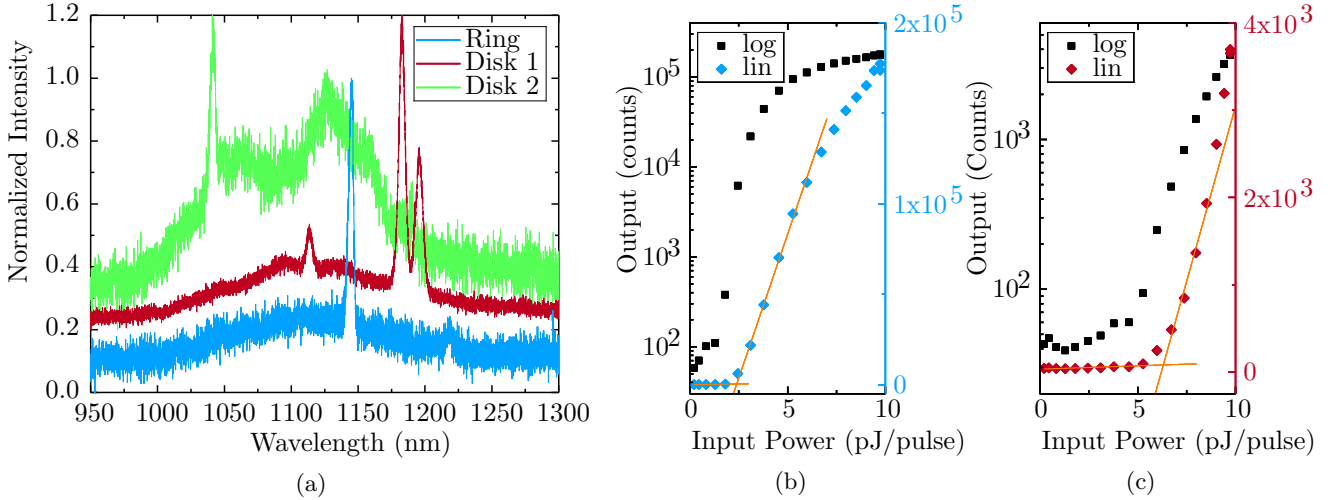 Normalized Intensity
1.2
1.0
0.8
0.6
0.4
0.2
0.0
Ring
Disk 1
Disk 2
950 1000 1050 1100 1150 1200 1250 1300
Wavelength (nm)
(a)
Output (counts)
10^5
10^4
10^3
10^2
log
lin
2x10^5
1x10^5
0
0 5 10
Input Power (pJ/pulse)
(b)
Output (Counts)
10^3
10^2
log
lin
4x10^3
2x10^3
0
0 5 10
Input Power (pJ/pulse)
(c)